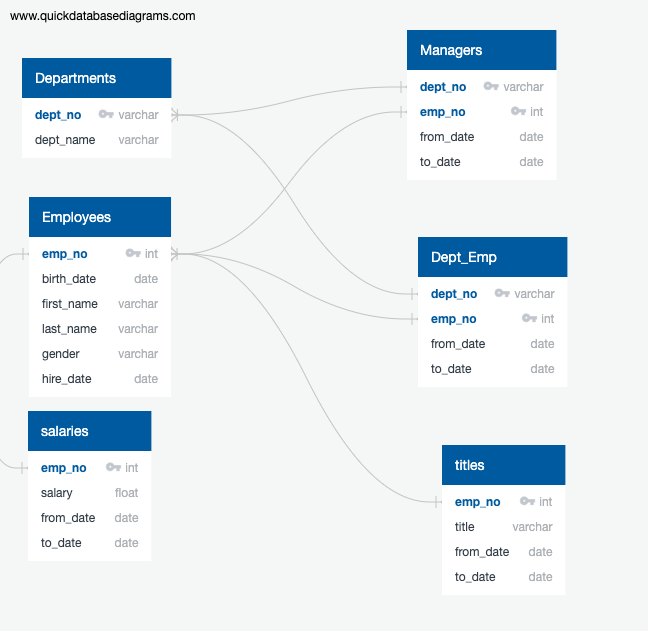 www.quickdatabasediagrams.com
Departments
dept_no varchar
dept_name varchar
Employees
emp_no int
birth_date date
first_name varchar
last_name varchar
gender varchar
hire_date date
salaries
emp_no int
salary float
from_date date
to_date date
Managers
dept_no varchar
emp_no int
from_date date
to_date date
Dept_Emp
dept_no varchar
emp_no int
from_date date
to_date date
titles
emp_no int
title varchar
from_date date
to_date date